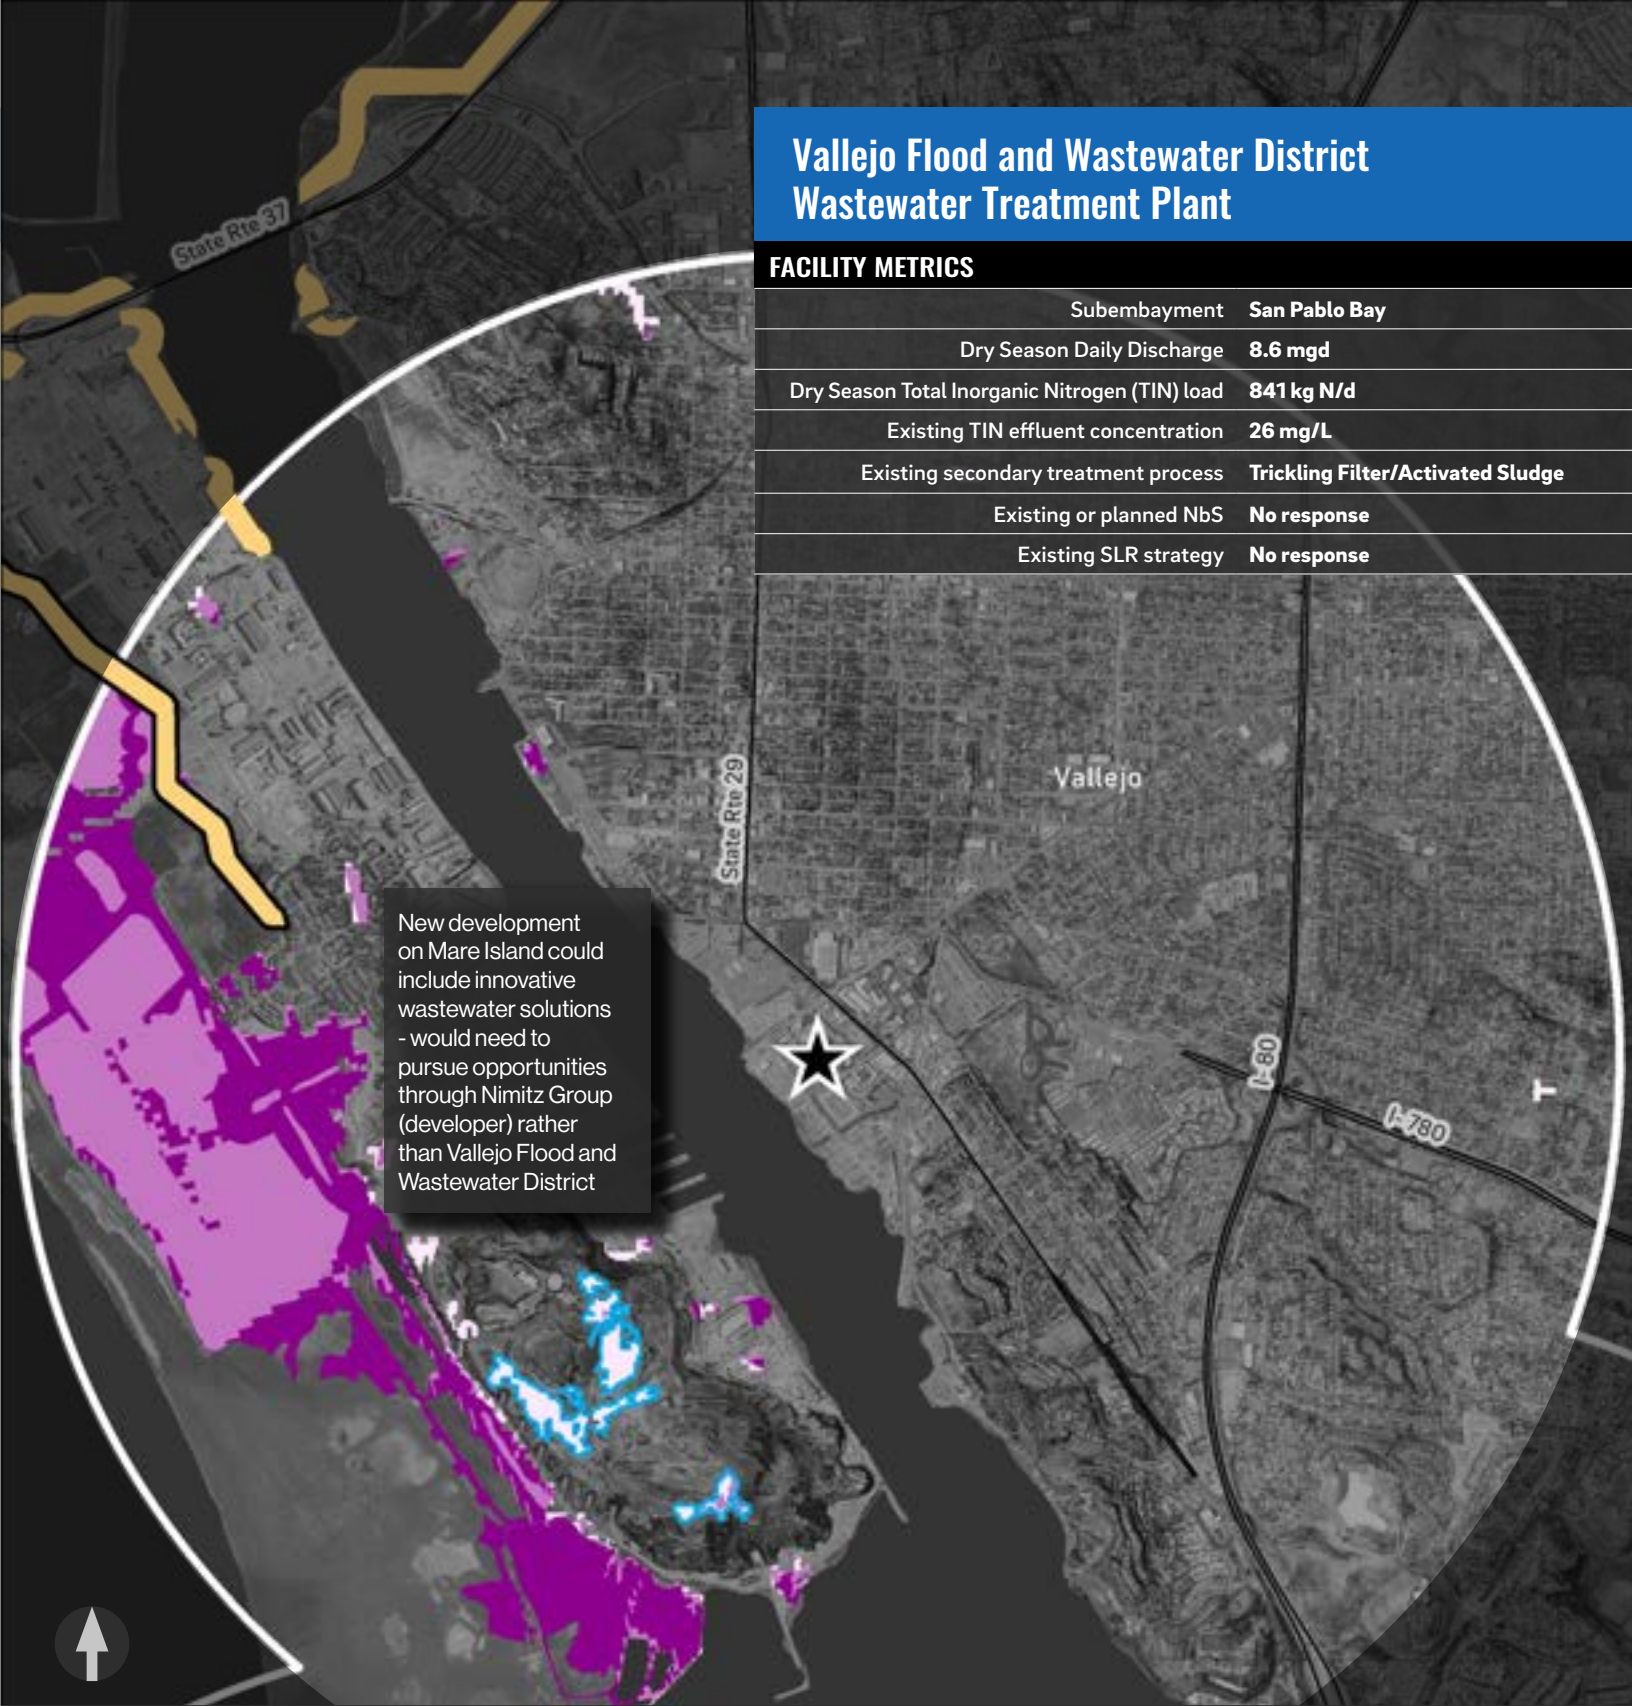 Vallejo Flood and Wastewater District
Wastewater Treatment Plant
FACILITY METRICS
Subembayment San Pablo Bay
Dry Season Daily Discharge 8.6 mgd
Dry Season Total Inorganic Nitrogen (TIN) load 841 kg N/d
Existing TIN effluent concentration 26 mg/L
Existing secondary treatment process Trickling Filter/Activated Sludge
Existing or planned NbS No response
Existing SLR strategy No response
State Rte 37
State Rte 29
Vallejo
New development
on Mare Island could
include innovative
wastewater solutions
- would need to
pursue opportunities
through Nimitz Group
(developer) rather
than Vallejo Flood and
Wastewater District
I-80
I-780